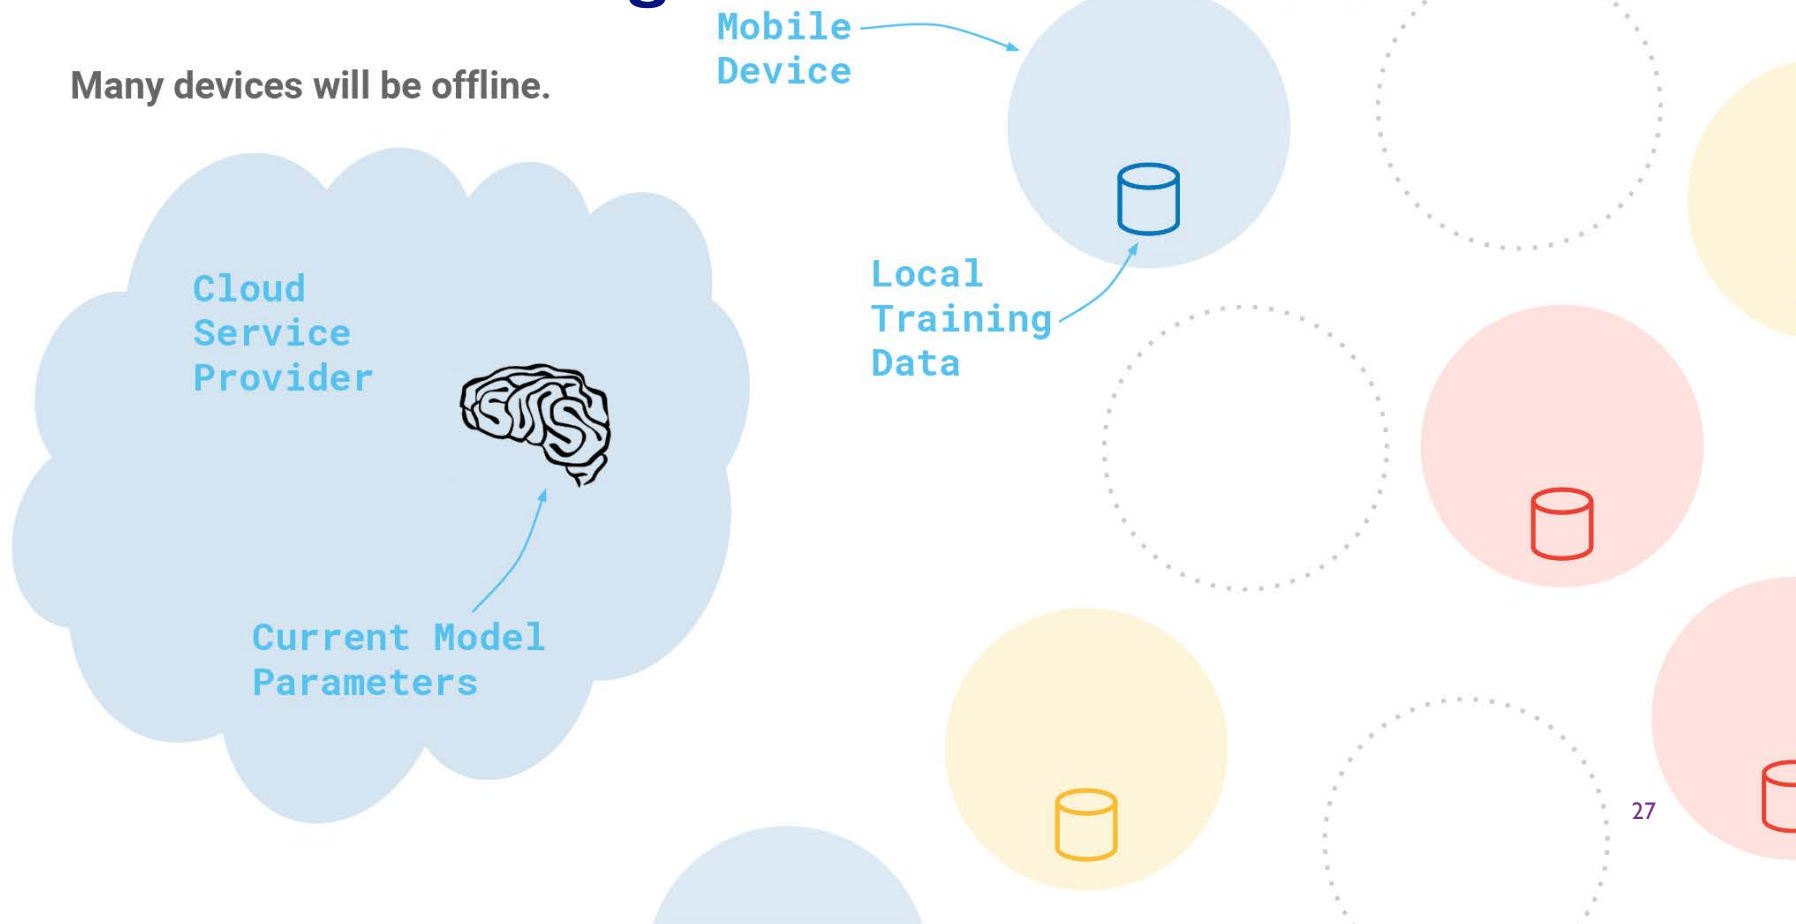 Mobile
Device
Many devices will be offline.
Cloud
Service
Provider
Local
Training
Data
Current Model
Parameters
27